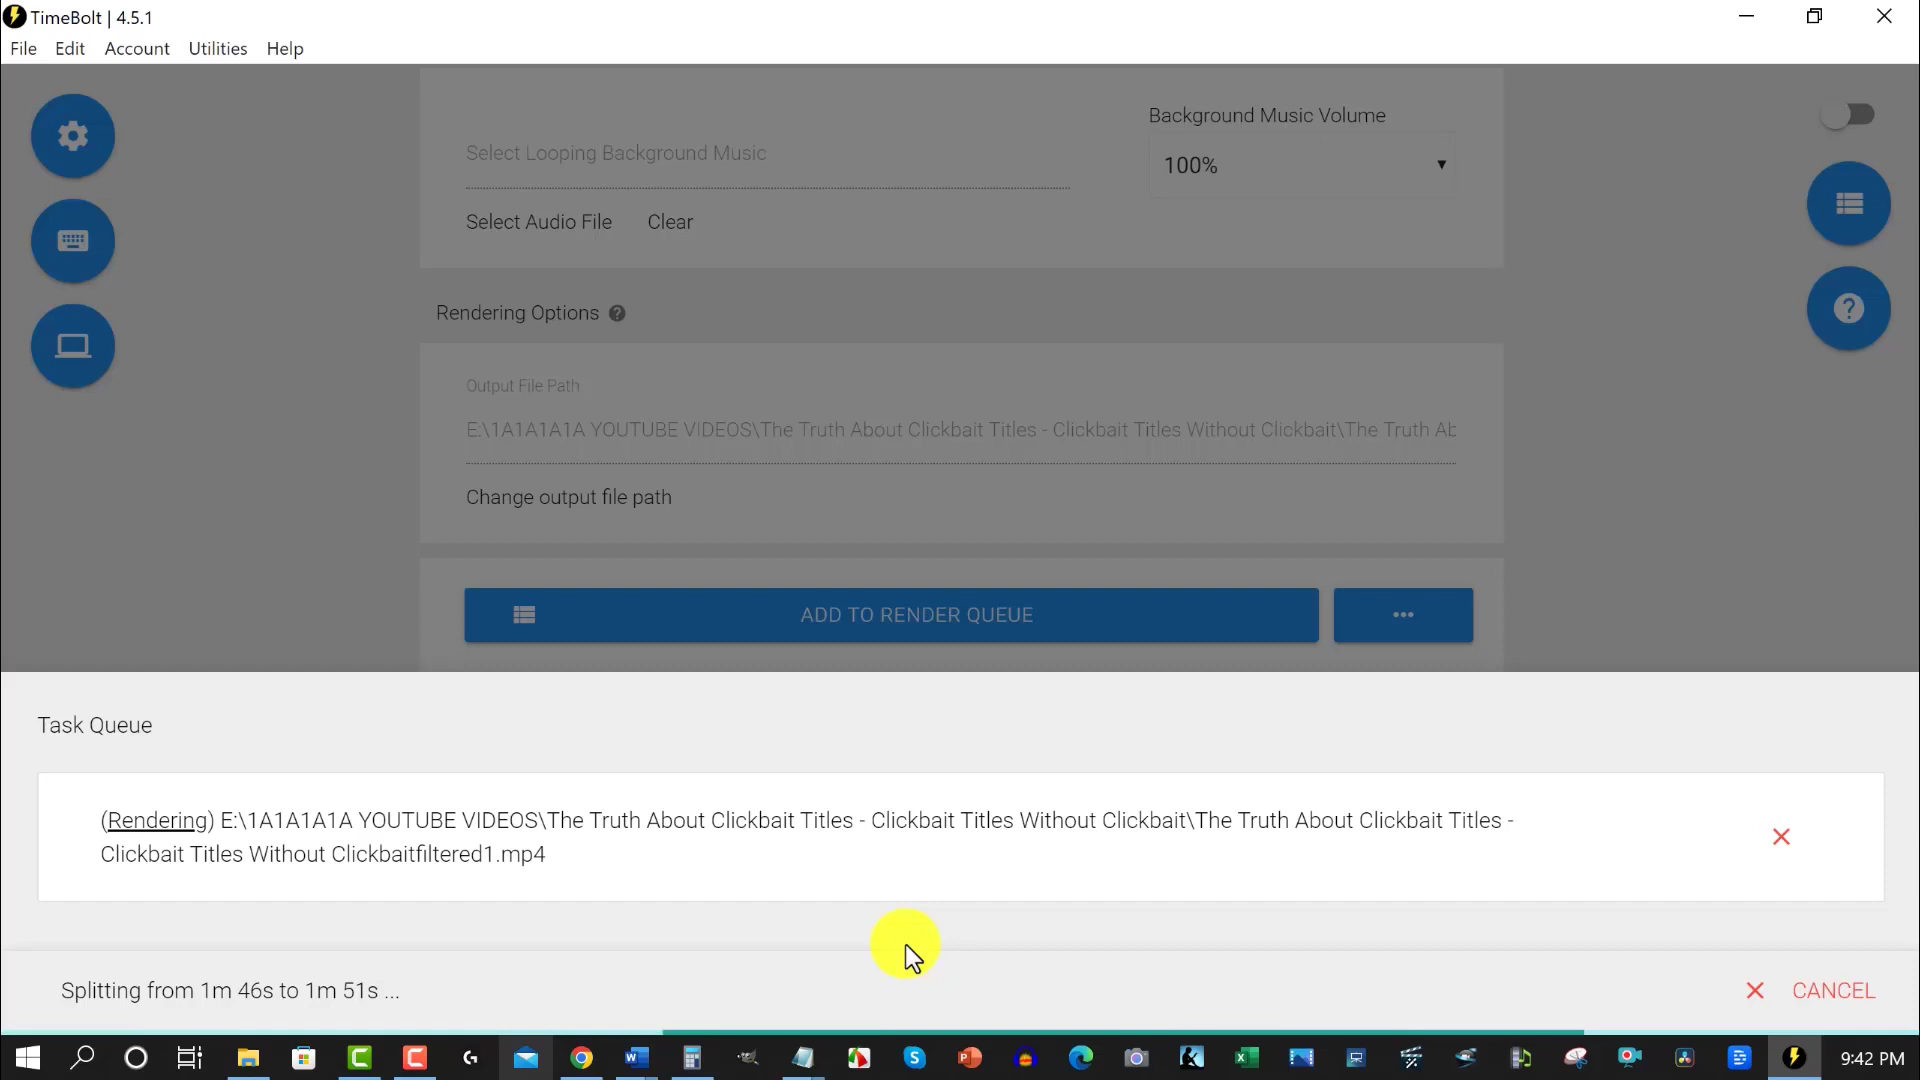 TimeBolt | 4.5.1
File Edit Account Utilities Help
Background Music Volume
Select Looping Background Music
100%
Select Audio File Clear
Rendering Options
Output File Path
E:\1A1A1A1A YOUTUBE VIDEOS\The Truth About Clickbait Titles - Clickbait Titles Without Clickbait\The Truth Ab
Change output file path
ADD TO RENDER QUEUE
Task Queue
(Rendering) E:\1A1A1A1A YOUTUBE VIDEOS\The Truth About Clickbait Titles - Clickbait Titles Without Clickbait\The Truth About Clickbait Titles -
Clickbait Titles Without Clickbaitfiltered1.mp4
Splitting from 1m 46s to 1m 51s ...
CANCEL
9:42 PM